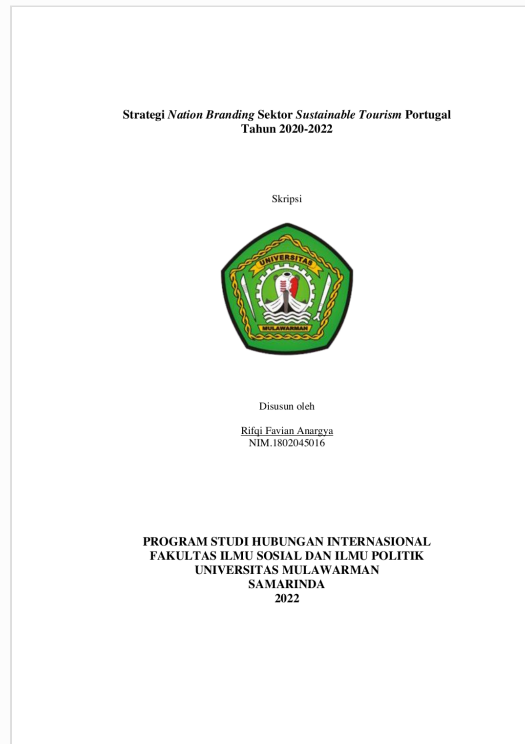 Strategi Nation Branding Sektor Sustainable Tourism Portugal
Tahun 2020-2022
Skripsi
UNIVERSITAS
MULAWARMAN
Disusun oleh
Rifqi Favian Anargya
NIM.1802045016
PROGRAM STUDI HUBUNGAN INTERNASIONAL
FAKULTAS ILMU SOSIAL DAN ILMU POLITIK
UNIVERSITAS MULAWARMAN
SAMARINDA
2022